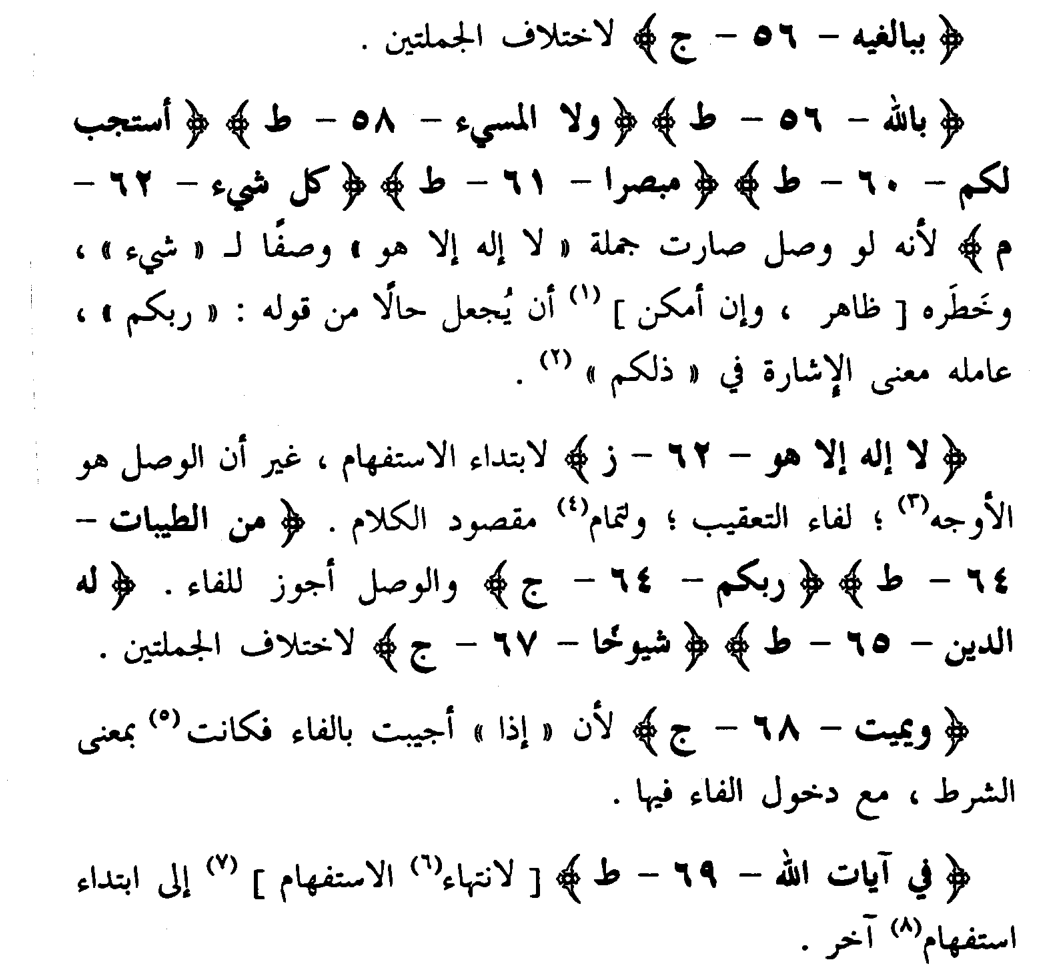 ﴿ ببالغيه – ٥٦ – ج ﴾ لاختلاف الجملتين .
﴿ بالله – ٥٦ – ط ﴾ ﴿ ولا المسيء – ٥٨ – ط ﴾ ﴿ أستجب
لكم – ٦٠ – ط ﴾ ﴿ مبصرا – ٦١ – ط ﴾ ﴿ كل شيء – ٦٢ –
م ﴾ لأنه لو وصل صارت جملة « لا إله إلا هو » وصفًا لـ « شيء » ،
وخَطَره [ ظاهر ، وإن أمكن ] (١) أن يُجعل حالًا من قوله : « ربكم » ،
عامله معنى الإشارة في « ذلكم » (٢) .
﴿ لا إله إلا هو – ٦٢ – ز ﴾ لابتداء الاستفهام ، غير أن الوصل هو
الأوجه(٣) ؛ لفاء التعقيب ؛ ولتمام(٤) مقصود الكلام . ﴿ من الطيبات –
٦٤ – ط ﴾ ﴿ ربكم – ٦٤ – ج ﴾ والوصل أجوز للفاء . ﴿ له
الدين – ٦٥ – ط ﴾ ﴿ شيوخًا – ٦٧ – ج ﴾ لاختلاف الجملتين .
﴿ ويميت – ٦٨ – ج ﴾ لأن « إذا » أجيبت بالفاء فكانت(٥) بمعنى
الشرط ، مع دخول الفاء فيها .
﴿ في آيات الله – ٦٩ – ط ﴾ [ لانتهاء(٦) الاستفهام ] (٧) إلى ابتداء
استفهام(٨) آخر .